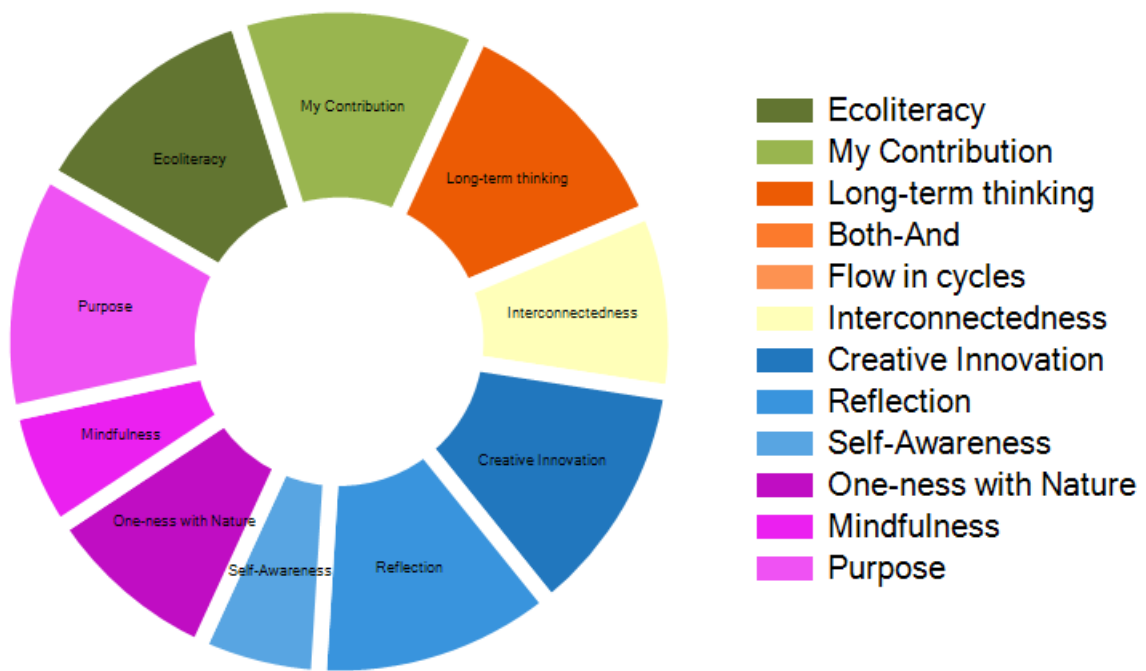 My Contribution
Ecoliteracy
Long-term thinking
Purpose
Interconnectedness
Mindfulness
Creative Innovation
One-ness with Nature
Self-Awareness
Reflection
Ecoliteracy
My Contribution
Long-term thinking
Both-And
Flow in cycles
Interconnectedness
Creative Innovation
Reflection
Self-Awareness
One-ness with Nature
Mindfulness
Purpose